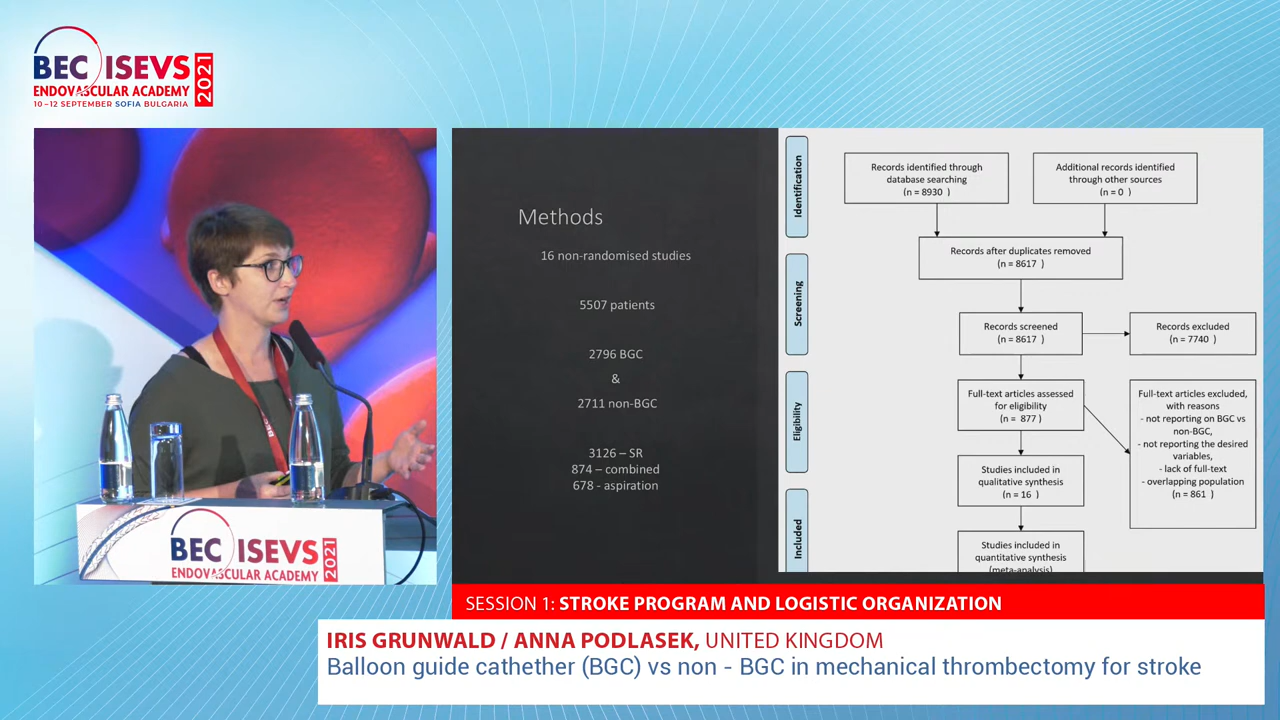 BEC ISEVS 2021
ENDOVASCULAR ACADEMY
10–12 SEPTEMBER SOFIA BULGARIA
Methods
16 non-randomised studies
5507 patients
2796 BGC
&
2711 non-BGC
3126 – SR
874 – combined
678 - aspiration
Identification
Records identified through
database searching
(n = 8930 )
Additional records identified
through other sources
(n = 0 )
Records after duplicates removed
(n = 8617 )
Screening
Records screened
(n = 8617 )
Records excluded
(n = 7740 )
Eligibility
Full-text articles assessed
for eligibility
(n = 877 )
Full-text articles excluded,
with reasons
- not reporting on BGC vs
non-BGC,
- not reporting the desired
variables,
- lack of full-text
- overlapping population
(n = 861 )
Studies included in
qualitative synthesis
(n = 16 )
Included
Studies included in
quantitative synthesis
(meta-analysis)
BEC ISEVS 2021
ENDOVASCULAR ACADEMY
SESSION 1: STROKE PROGRAM AND LOGISTIC ORGANIZATION
IRIS GRUNWALD / ANNA PODLASEK, UNITED KINGDOM
Balloon guide cathether (BGC) vs non - BGC in mechanical thrombectomy for stroke